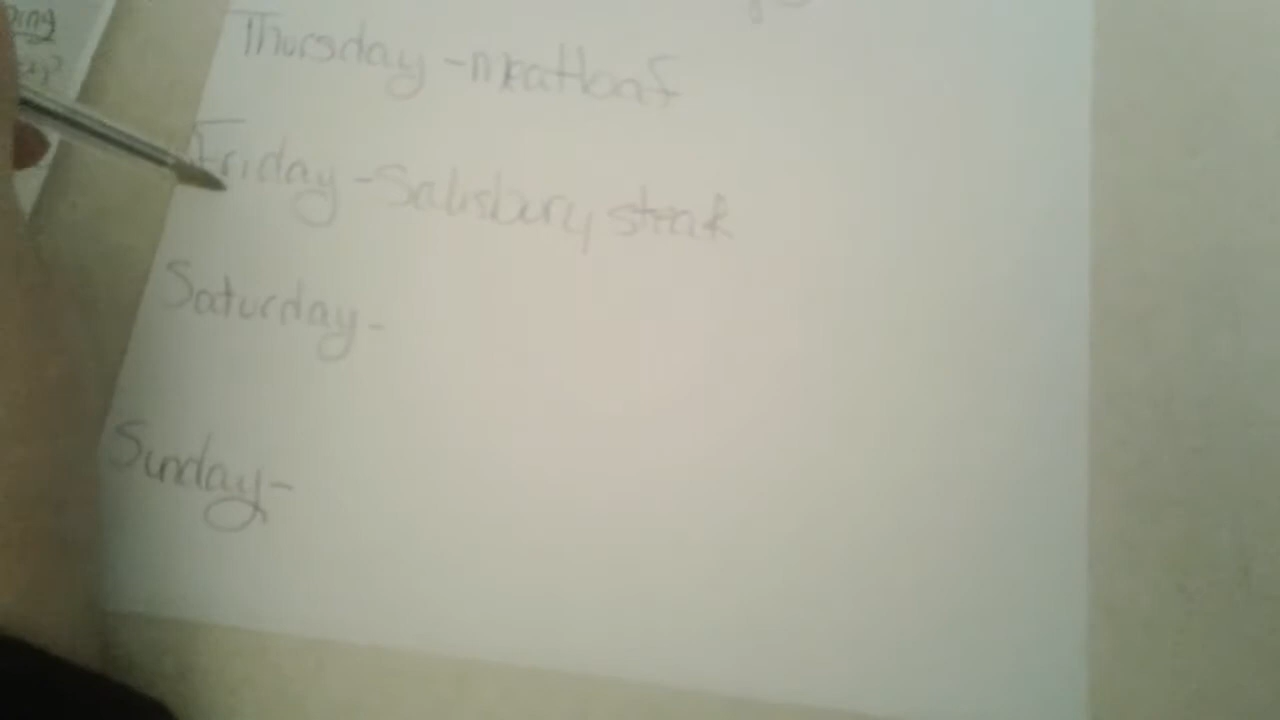 Thursday - meatloaf
Friday - Salisbury steak
Saturday -
Sunday -